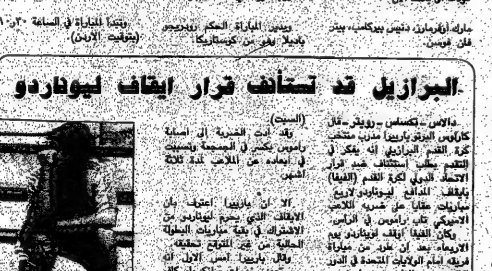 وتبدأ المباراة في الساعة ١٠٫٣٠
(بتوقيت الاردن).
ويدير المباراة الحكم رودريجو
باديلا وهو من كوستاريكا
مارك اوفرمارز، دنيس بيركامب، بيتر
فان فوسن.
البرازيل قد تستأنف قرار ايقاف ليوناردو
دالاس ـ تكساس ـ رويتر ـ قال
كارلوس البرتو باريرا مدرب منتخب
كرة القدم البرازيلي انه يفكر في
التقدم بطلب استئناف ضد قرار
الاتحاد الدولي لكرة القدم (الفيفا)
بايقاف المدافع ليوناردو لاربع
مباريات عقابا على ضربه اللاعب
الاميركي تاب راموس في الراس.
وكان الفيفا اوقف ليوناردو يوم
الاربعاء بعد ان طرد من مباراة
فريقه امام الولايات المتحدة في الدور
(السبت)
وقد ادت الضربة الى اصابة
راموس بكسر في الجمجمة وتسببت
في ابعاده عن الملاعب لمدة ثلاثة
اشهر.
الا ان باريرا اعترف بان
الايقاف الذي يحرم ليوناردو من
الاشتراك في بقية مباريات البطولة
الحالية من غير المتوقع تخفيفه.
وقال باريرا امس الاول انه